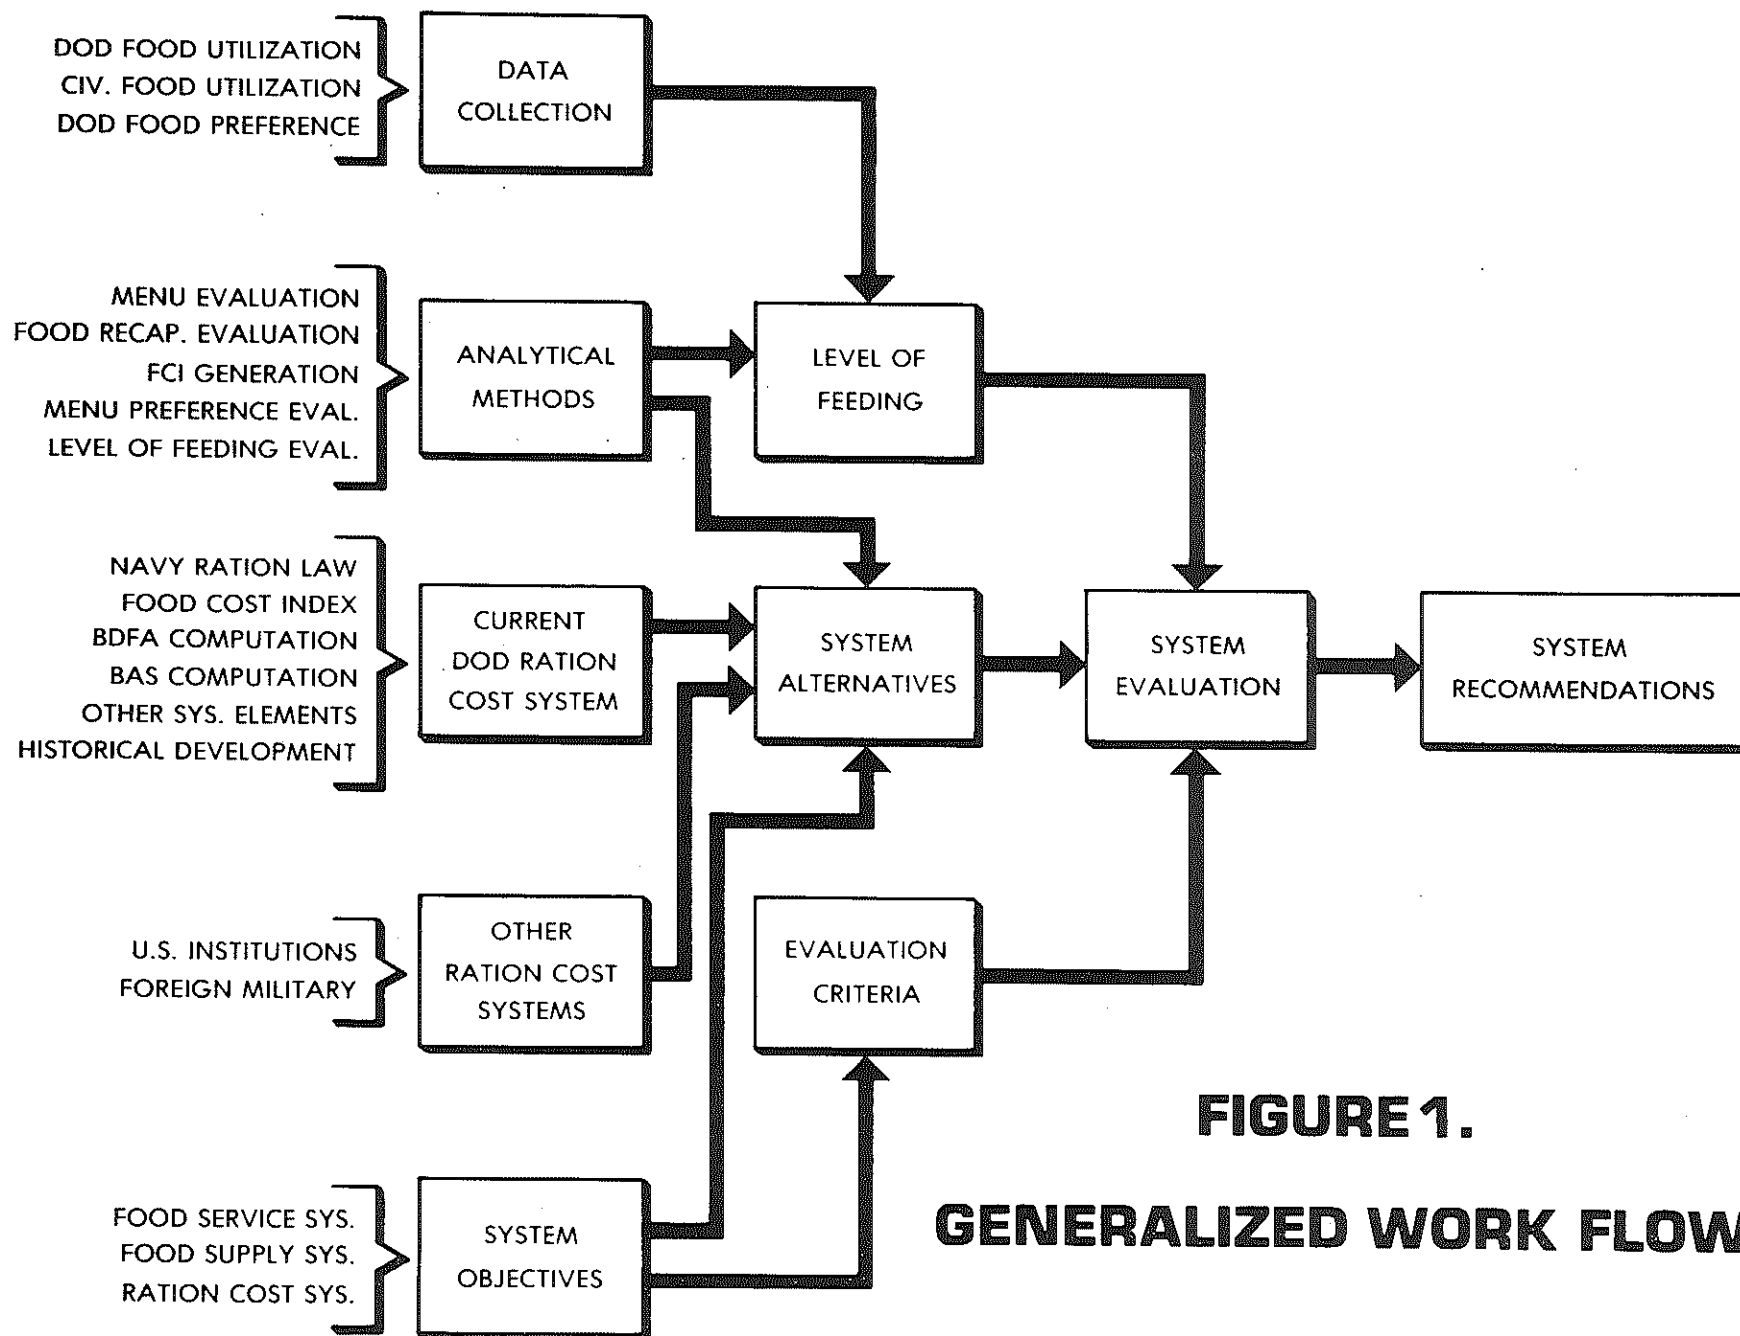 DOD FOOD UTILIZATION
CIV. FOOD UTILIZATION
DOD FOOD PREFERENCE
DATA
COLLECTION
MENU EVALUATION
FOOD RECAP. EVALUATION
FCI GENERATION
MENU PREFERENCE EVAL.
LEVEL OF FEEDING EVAL.
ANALYTICAL
METHODS
LEVEL OF
FEEDING
NAVY RATION LAW
FOOD COST INDEX
BDFA COMPUTATION
BAS COMPUTATION
OTHER SYS. ELEMENTS
HISTORICAL DEVELOPMENT
CURRENT
DOD RATION
COST SYSTEM
SYSTEM
ALTERNATIVES
SYSTEM
EVALUATION
SYSTEM
RECOMMENDATIONS
U.S. INSTITUTIONS
FOREIGN MILITARY
OTHER
RATION COST
SYSTEMS
EVALUATION
CRITERIA
FOOD SERVICE SYS.
FOOD SUPPLY SYS.
RATION COST SYS.
SYSTEM
OBJECTIVES
FIGURE 1.
GENERALIZED WORK FLOW